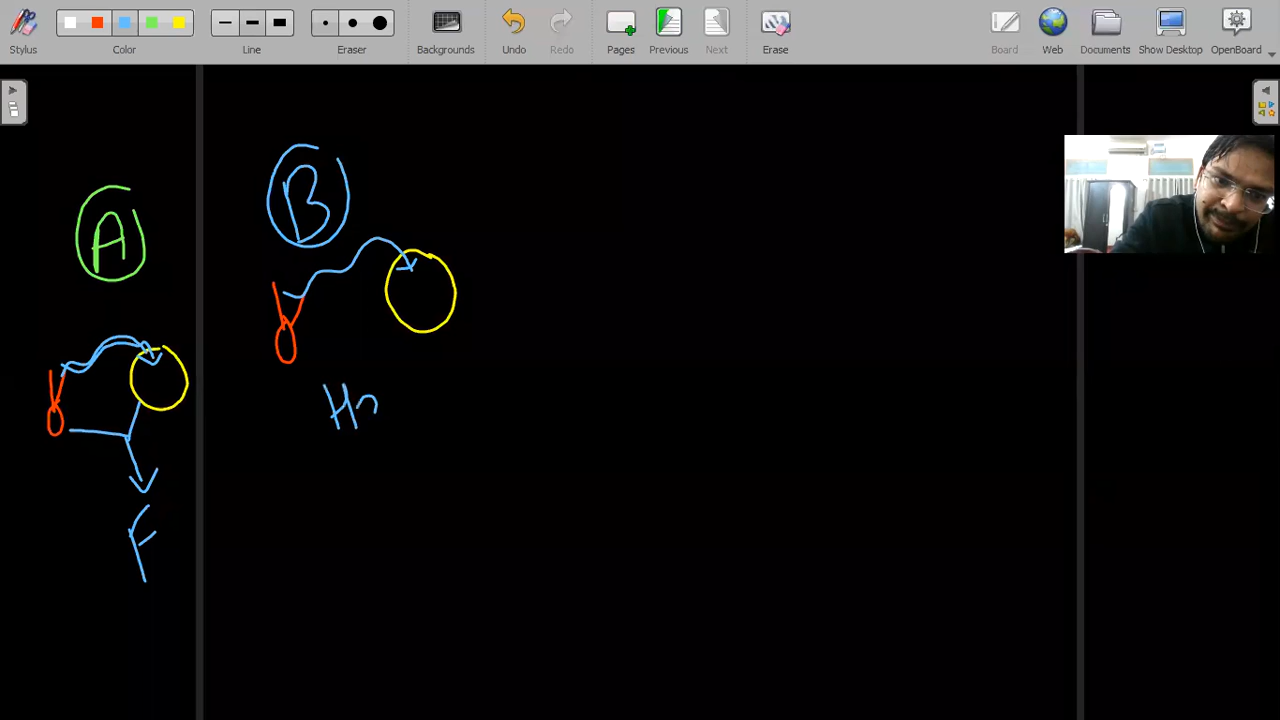 Stylus
Color
Line
Eraser
Backgrounds
Undo
Redo
Pages
Previous
Next
Erase
Board
Web
Documents
Show Desktop
OpenBoard
A
B
F